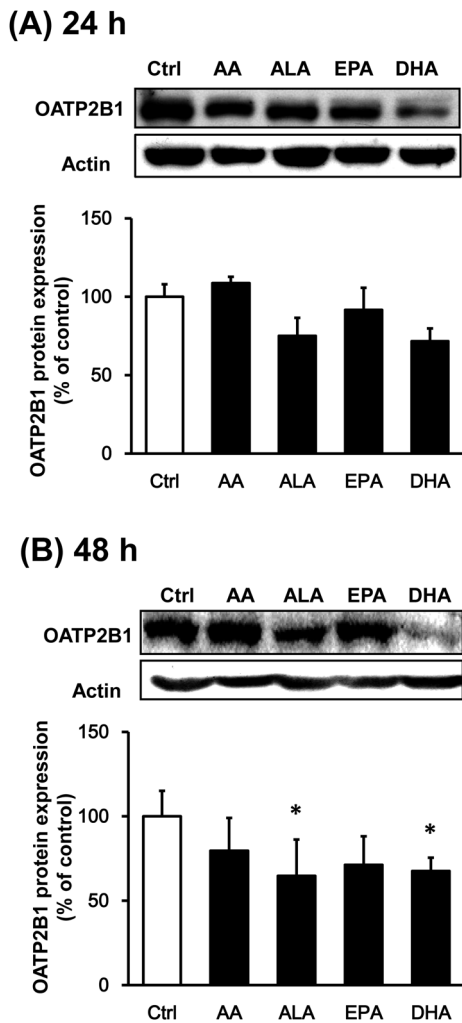 (A) 24 h
Ctrl AA ALA EPA DHA
OATP2B1
Actin
OATP2B1 protein expression
(% of control)
150
100
50
0
Ctrl AA ALA EPA DHA
(B) 48 h
Ctrl AA ALA EPA DHA
OATP2B1
Actin
OATP2B1 protein expression
(% of control)
150
100
50
0
* *
Ctrl AA ALA EPA DHA